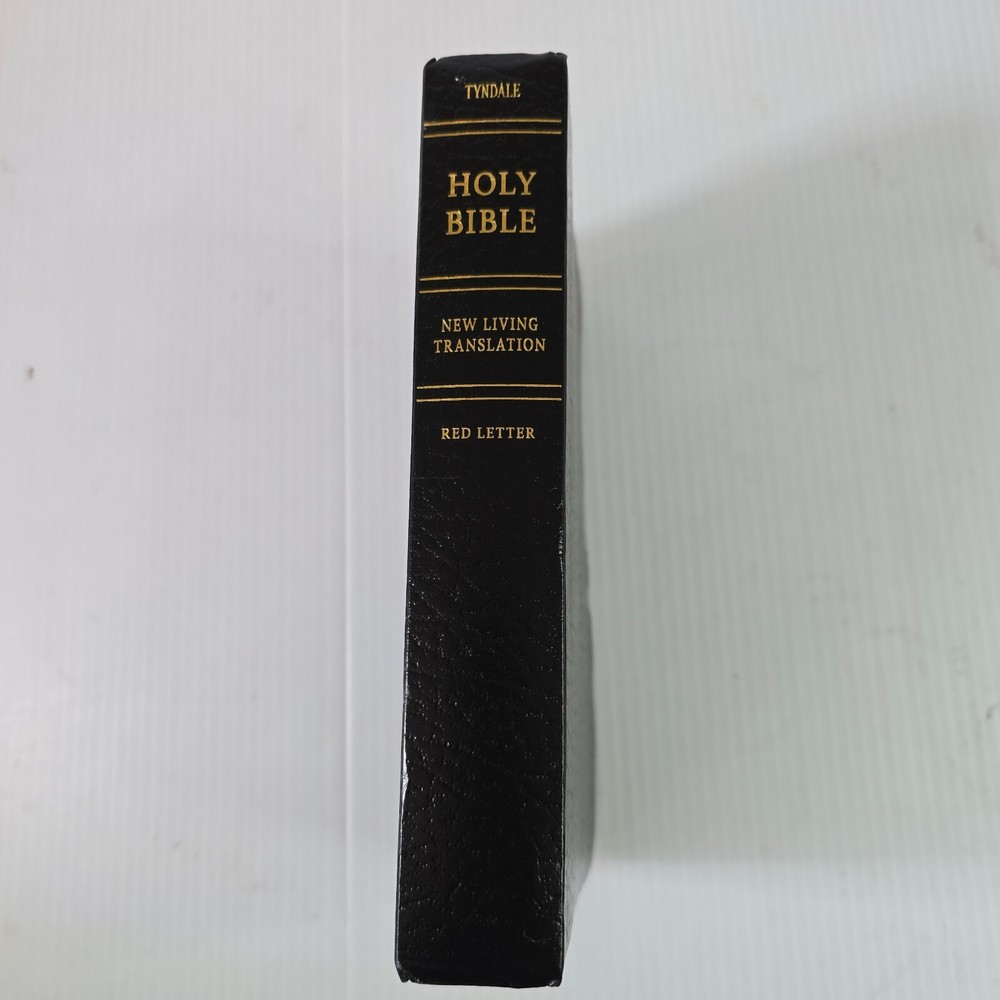 TYNDALE
HOLY
BIBLE
NEW LIVING
TRANSLATION
RED LETTER